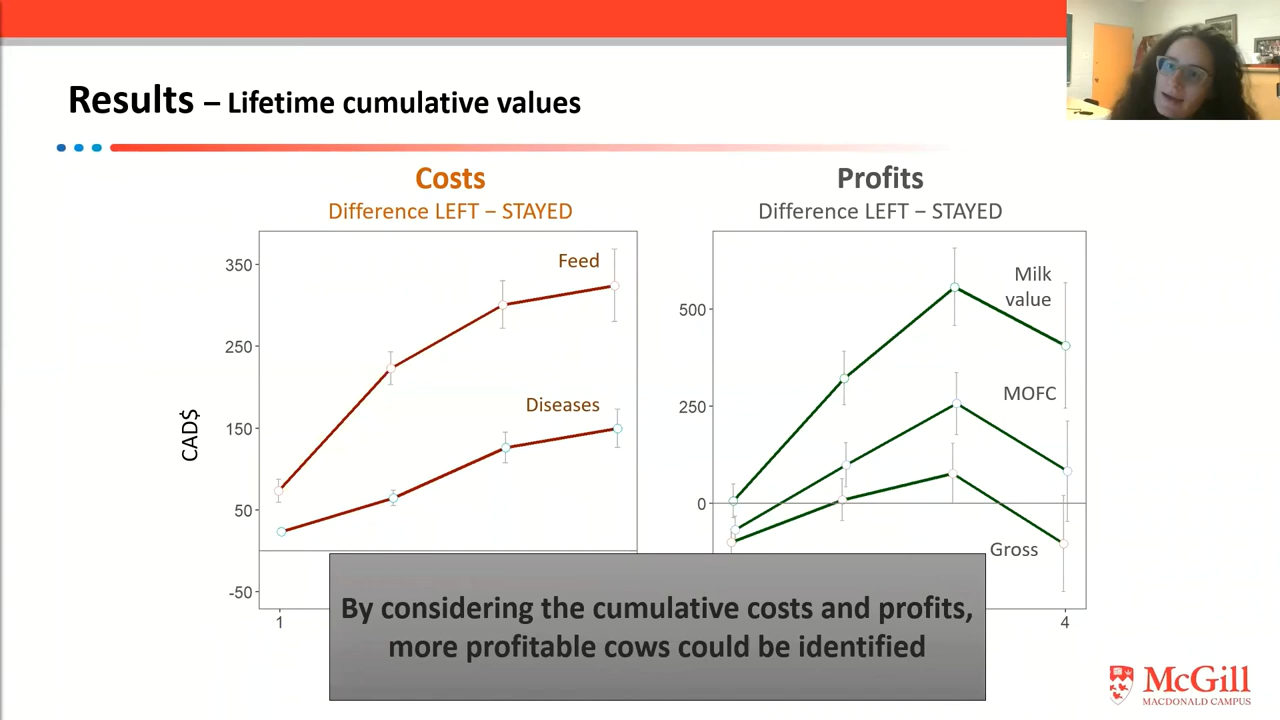 Results – Lifetime cumulative values
Costs
Difference LEFT – STAYED
Profits
Difference LEFT – STAYED
CAD$
350
250
150
50
-50
Feed
Diseases
1
500
250
0
Milk
value
MOFC
Gross
4
By considering the cumulative costs and profits,
more profitable cows could be identified
McGill
MACDONALD CAMPUS